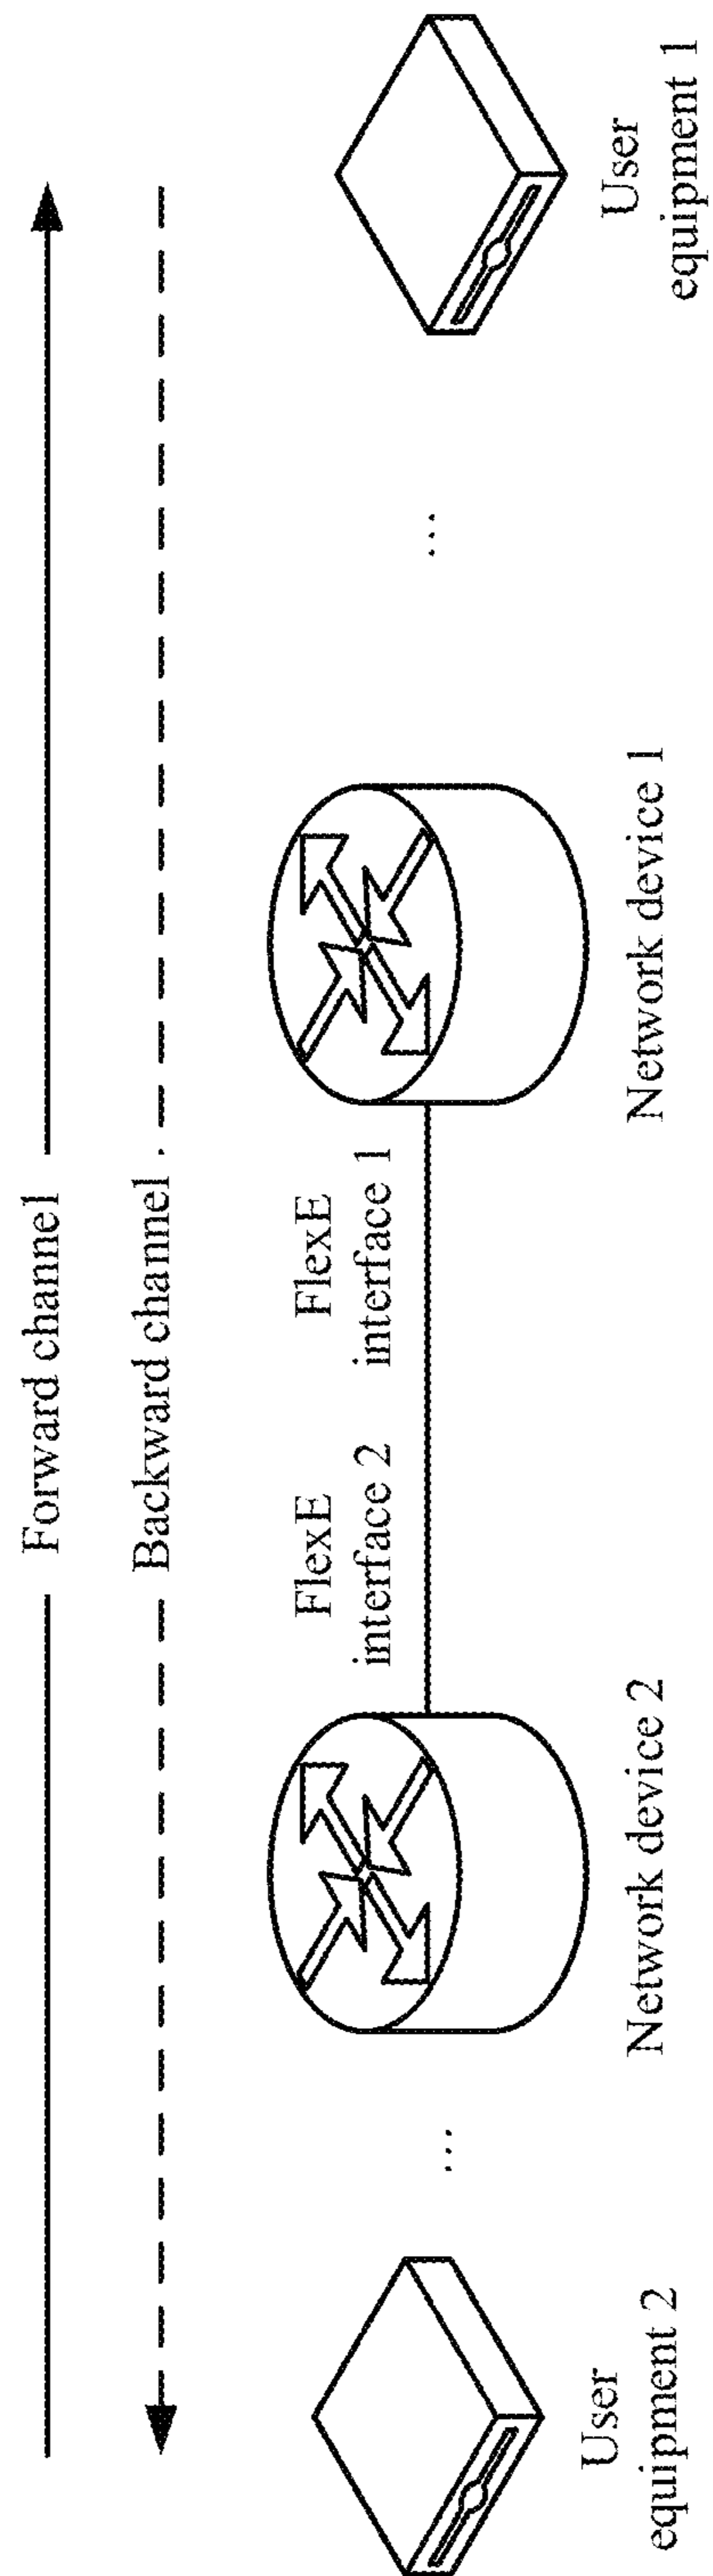 Forward channel
Backward channel
FlexE
interface 2
FlexE
interface 1
...
...
User
equipment 2
Network device 2
Network device 1
User
equipment 1